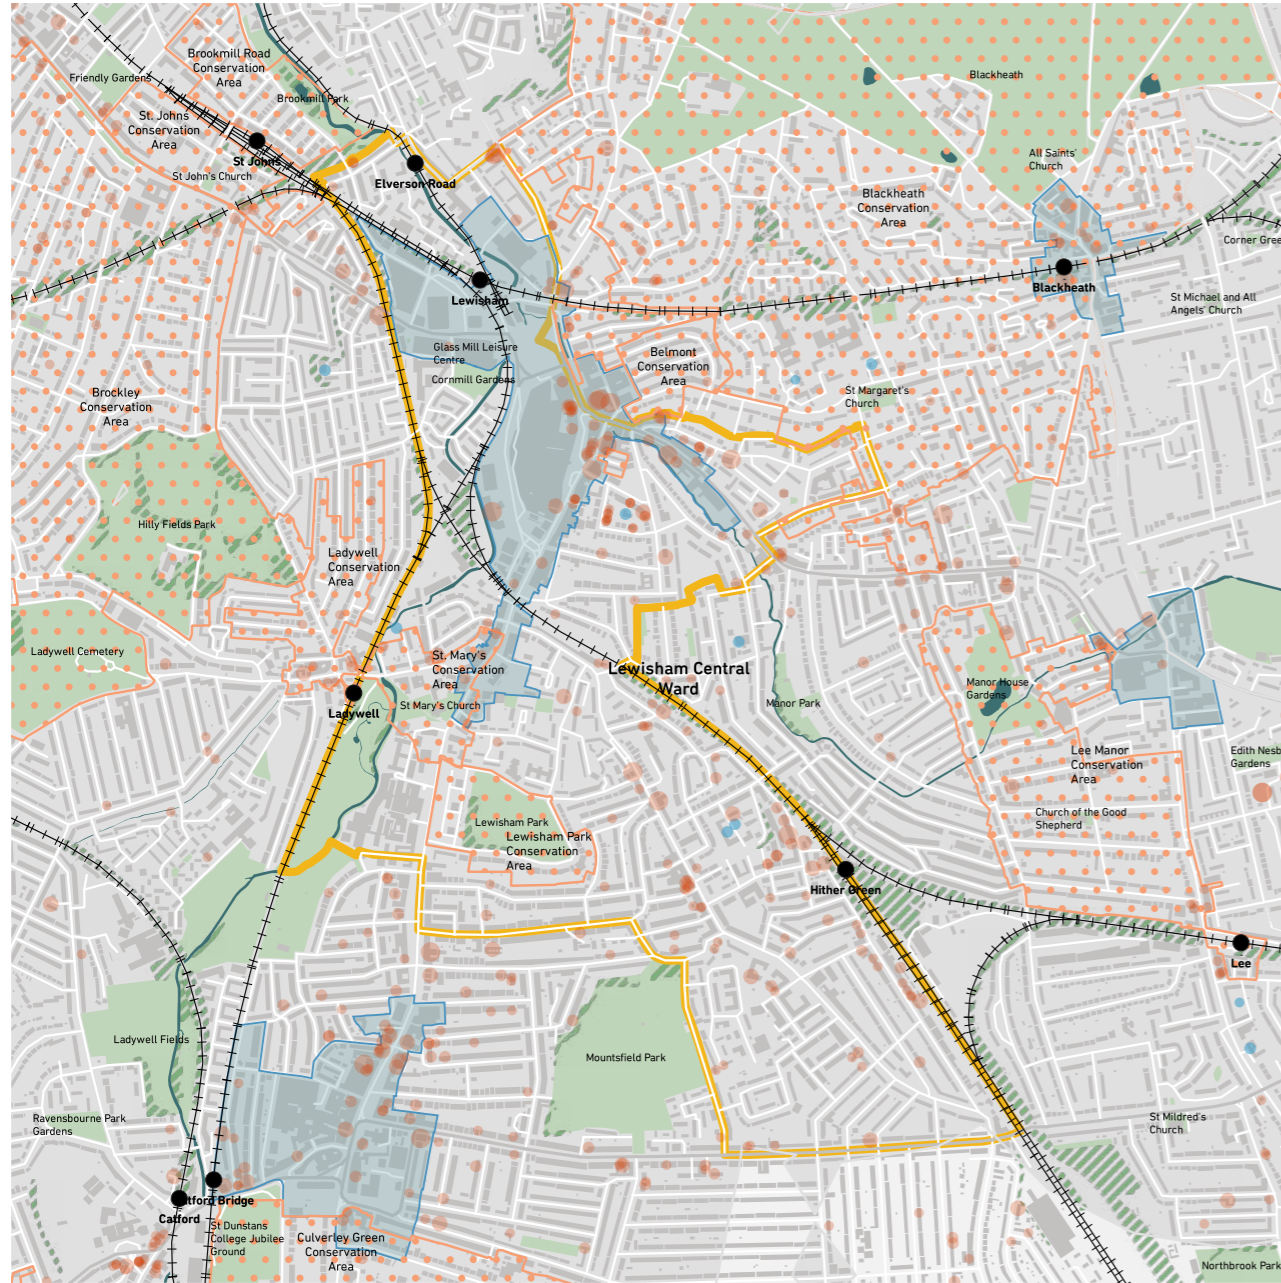 Brookmill Road
Conservation
Area
Friendly Gardens
Brookmill Park
Blackheath
St. Johns
Conservation
Area
St Johns
St John's Church
Elverson Road
All Saints'
Church
Blackheath
Conservation
Area
Corner Gree
Lewisham
Blackheath
St Michael and All
Angels' Church
Glass Mill Leisure
Centre
Cornmill Gardens
Belmont
Conservation
Area
St Margaret's
Church
Brockley
Conservation
Area
Hilly Fields Park
Ladywell
Conservation
Area
Ladywell Cemetery
St. Mary's
Conservation
Area
St Mary's Church
Ladywell
Lewisham Central
Ward
Manor Park
Manor House
Gardens
Lee Manor
Conservation
Area
Edith Nesb
Gardens
Church of the Good
Shepherd
Lewisham Park
Lewisham Park
Conservation
Area
Hither Green
Lee
Ladywell Fields
Mountsfield Park
Ravensbourne Park
Gardens
St Mildred's
Church
tford Bridge
Catford
St Dunstans
College Jubilee
Ground
Culverley Green
Conservation
Area
Northbrook Park